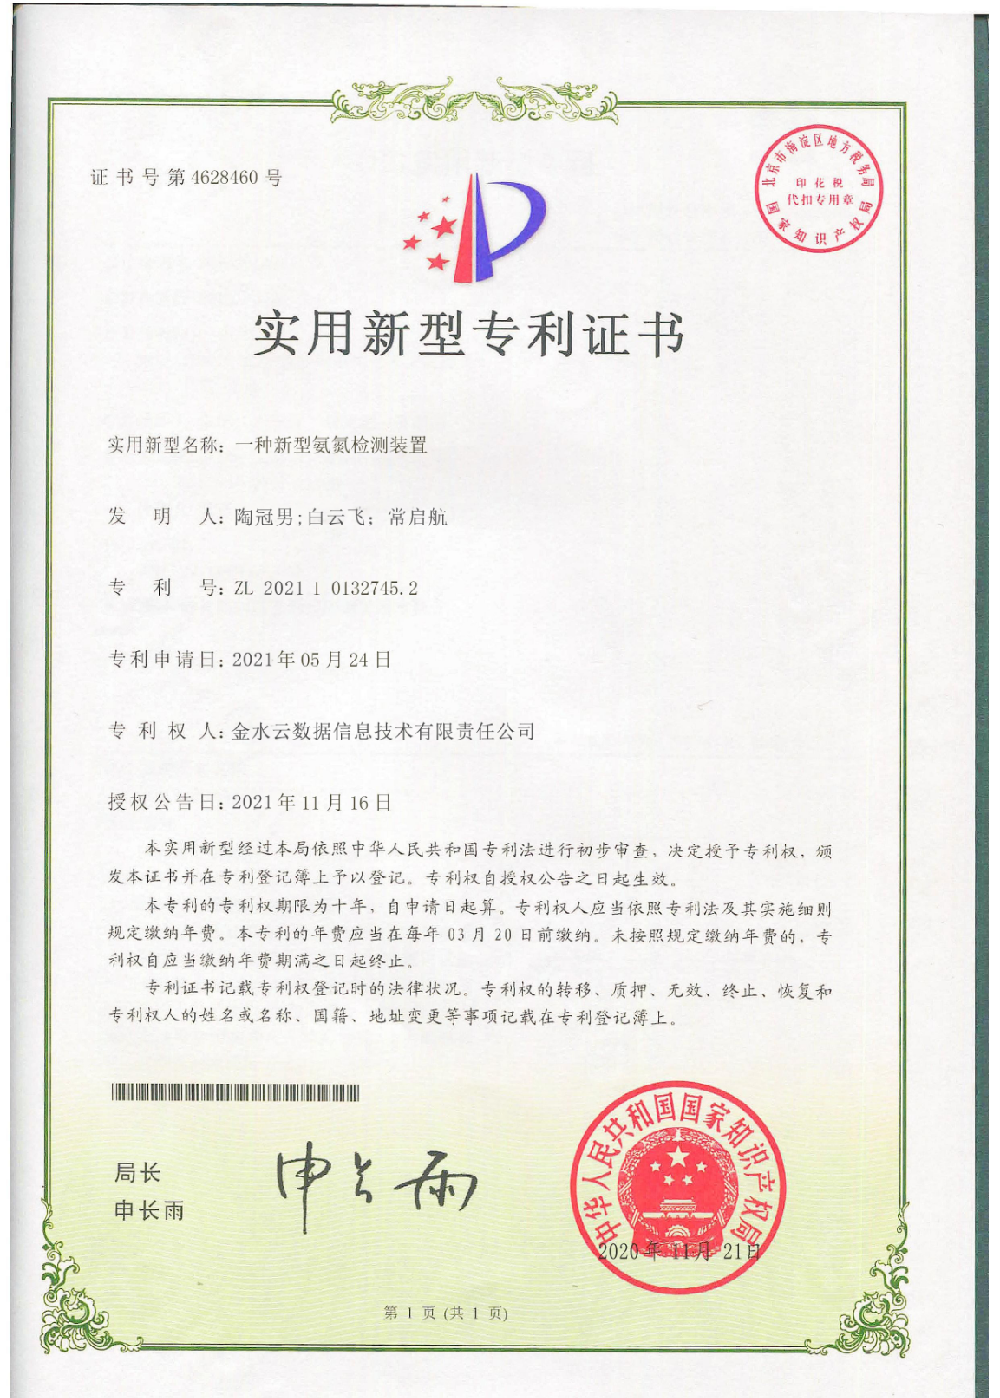 证书号第4628460号
北京市海淀区地方税务局
印花税
代扣专用章
国家知识产权局
实用新型专利证书
实用新型名称：一种新型氨氮检测装置
发 明 人：陶冠男;白云飞；常启航
专 利 号：ZL 2021 1 0132745.2
专利申请日：2021年05月24日
专 利 权 人：金水云数据信息技术有限责任公司
授权公告日：2021年11月16日
本实用新型经过本局依照中华人民共和国专利法进行初步审查，决定授予专利权，颁
发本证书并在专利登记簿上予以登记。专利权自授权公告之日起生效。
本专利的专利权期限为十年，自申请日起算。专利权人应当依照专利法及其实施细则
规定缴纳年费。本专利的年费应当在每年03月20日前缴纳。未按照规定缴纳年费的，专
利权自应当缴纳年费期满之日起终止。
专利证书记载专利权登记时的法律状况。专利权的转移、质押、无效、终止、恢复和
专利权人的姓名或名称、国籍、地址变更等事项记载在专利登记簿上。
局长
申长雨
申长雨
中华人民共和国国家知识产权局
2020年11月21日
第 1 页 (共 1 页)